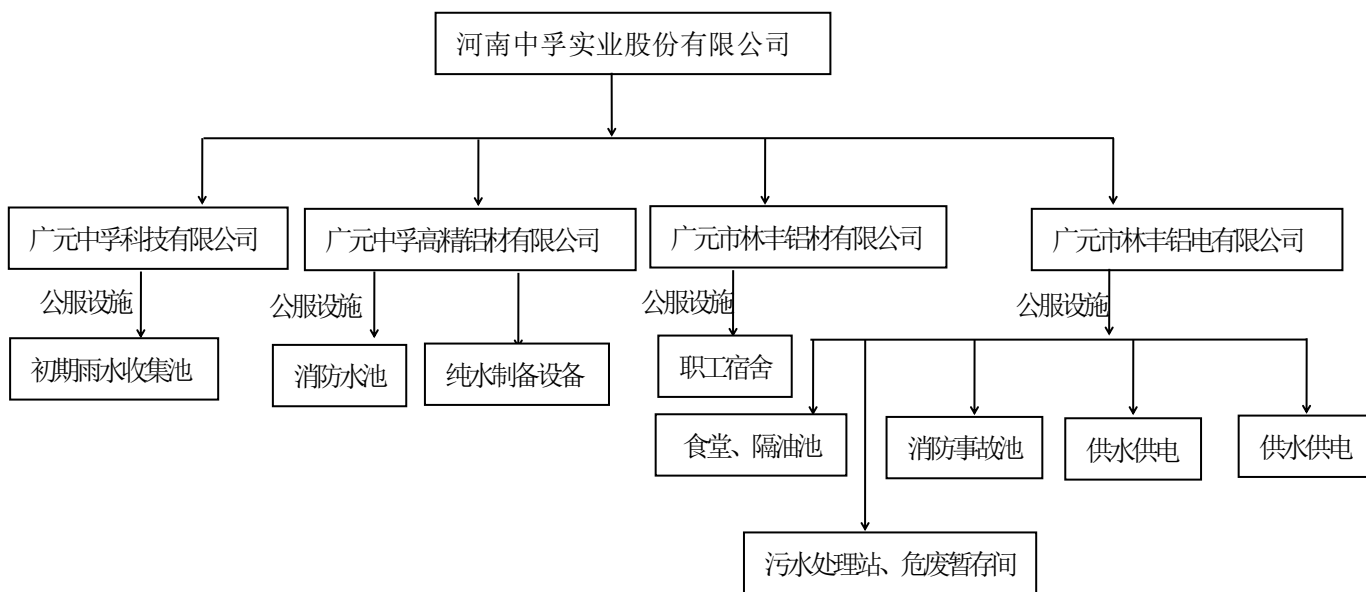 河南中孚实业股份有限公司
广元中孚科技有限公司
广元中孚高精铝材有限公司
广元市林丰铝材有限公司
广元市林丰铝电有限公司
公服设施
公服设施
公服设施
公服设施
初期雨水收集池
消防水池
纯水制备设备
职工宿舍
食堂、隔油池
消防事故池
供水供电
供水供电
污水处理站、危废暂存间